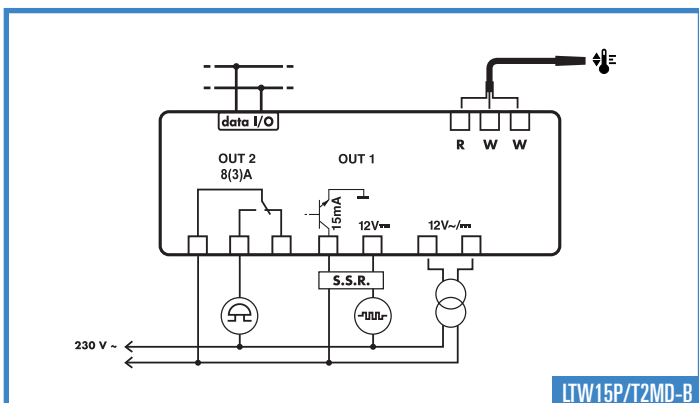 data I/O
R W W
OUT 2
8(3)A
OUT 1
15mA
12V⎓
12V~/⎓
S.S.R.
230 V ~
LTW15P/T2MD-B